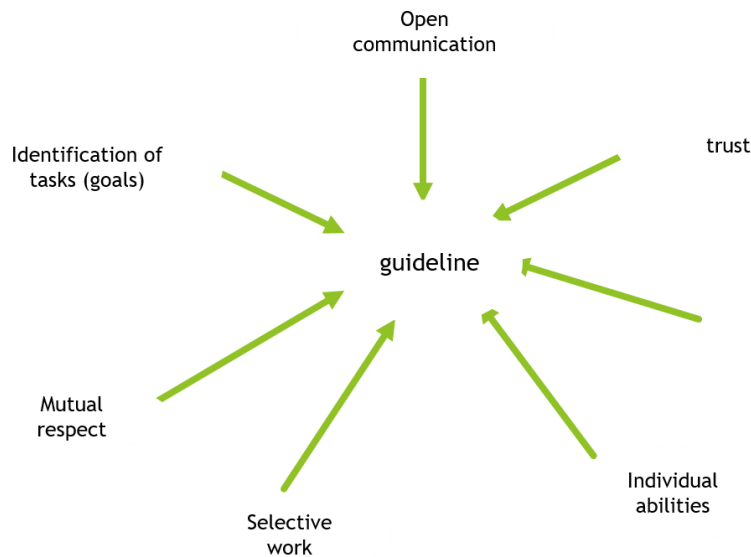 Open
communication
Identification of
tasks (goals)
trust
guideline
Mutual
respect
Individual
abilities
Selective
work